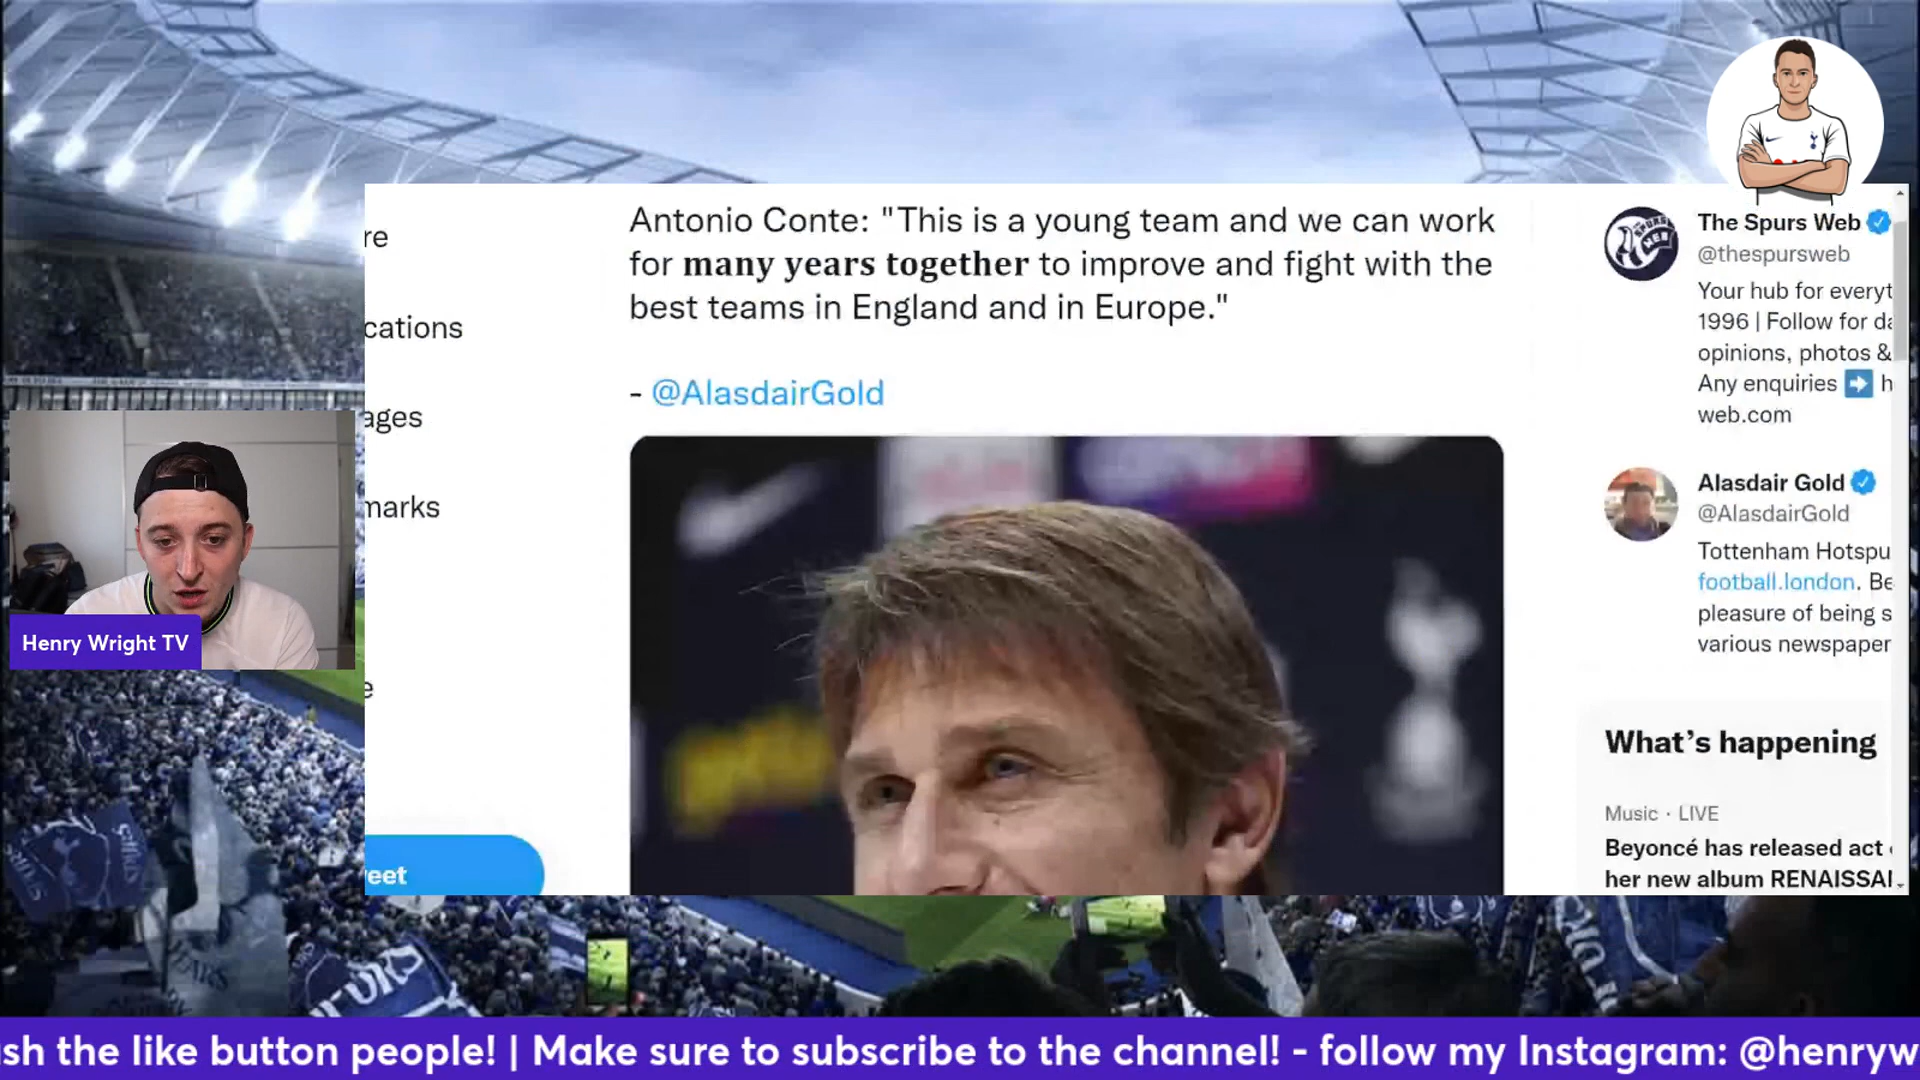 re
cations
ages
marks
e
eet
Antonio Conte: "This is a young team and we can work
for many years together to improve and fight with the
best teams in England and in Europe."
- @AlasdairGold
The Spurs Web
@thespursweb
Your hub for everyt
1996 | Follow for da
opinions, photos &
Any enquiries ➡ h
web.com
Alasdair Gold
@AlasdairGold
Tottenham Hotspu
football.london. Be
pleasure of being s
various newspaper
What's happening
Music · LIVE
Beyoncé has released act
her new album RENAISSA
Henry Wright TV
SPURS
sh the like button people! | Make sure to subscribe to the channel! - follow my Instagram: @henryw